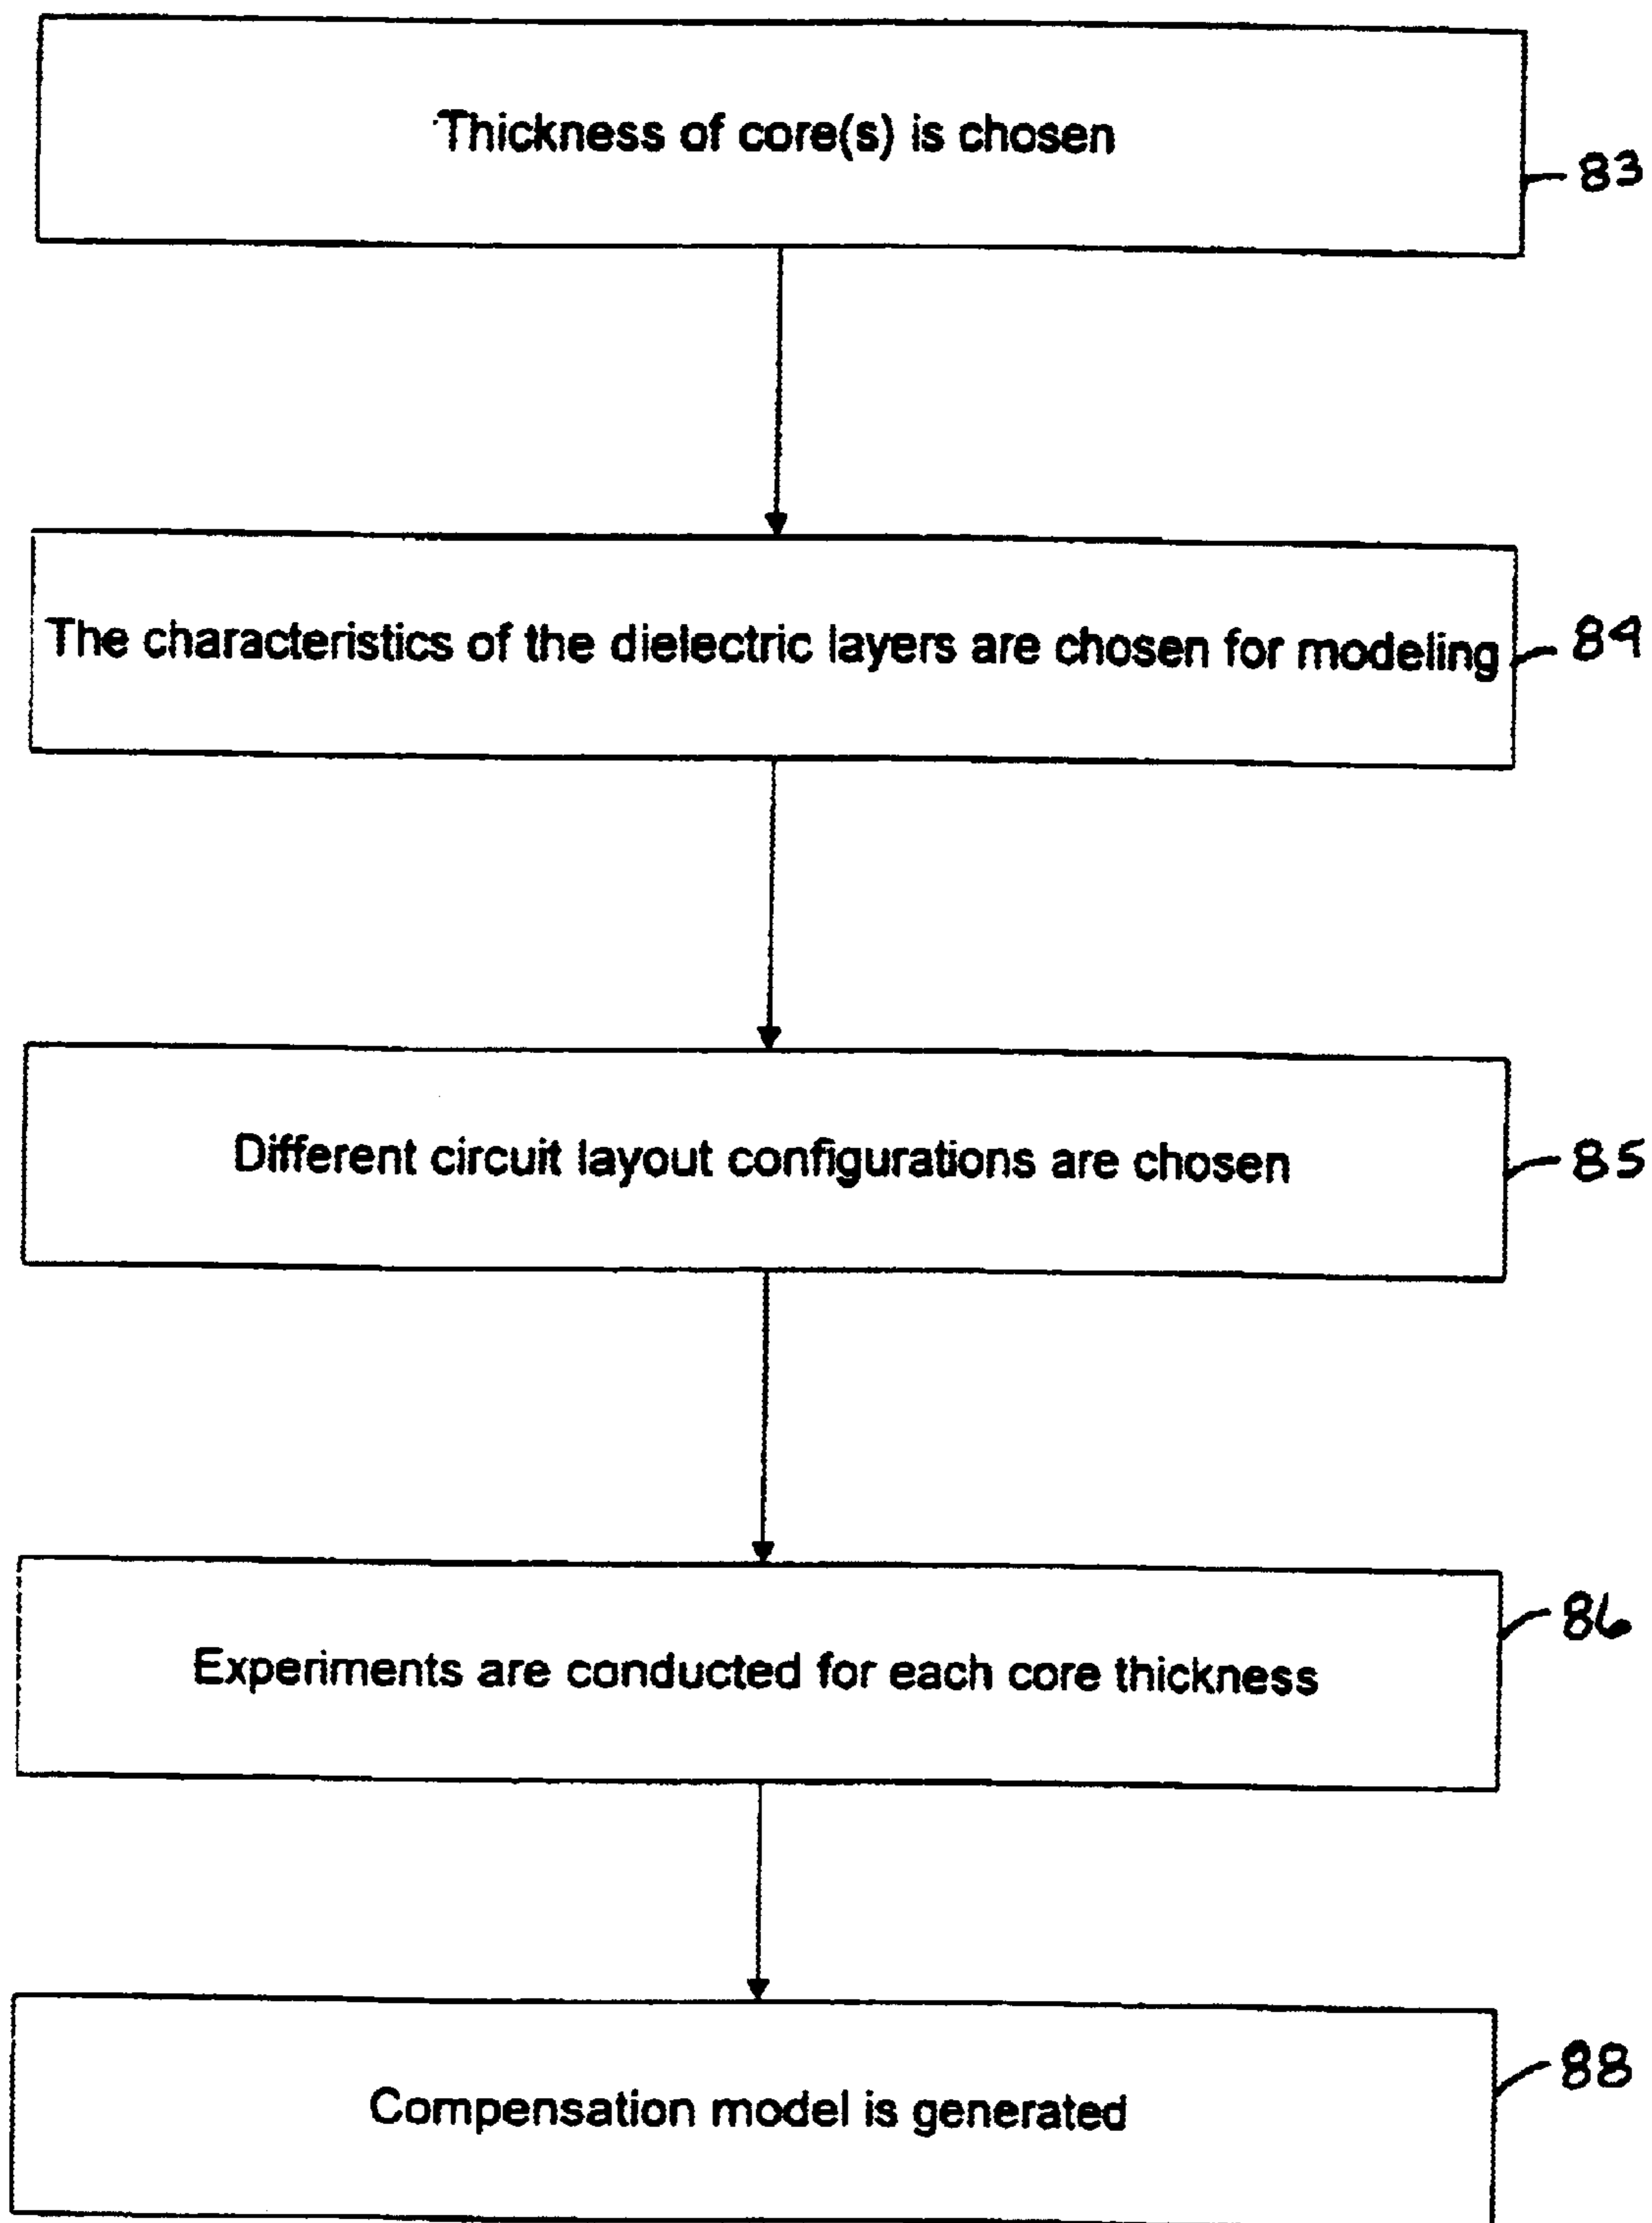 Thickness of core(s) is chosen
83
The characteristics of the dielectric layers are chosen for modeling
84
Different circuit layout configurations are chosen
85
Experiments are conducted for each core thickness
86
Compensation model is generated
88